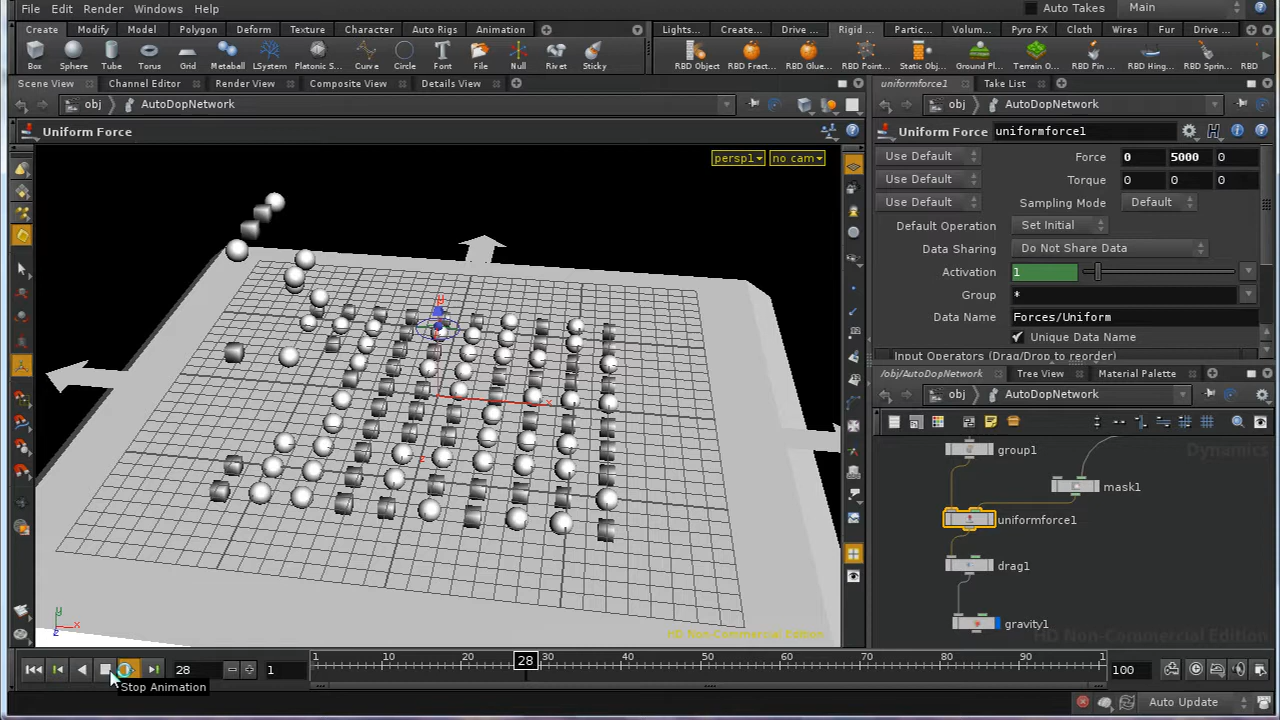 File Edit Render Windows Help
Auto Takes Main
Create Modify Model Polygon Deform Texture Character Auto Rigs Animation
Lights... Create... Drive ... Rigid ... Partic... Volum... Pyro FX Cloth Wires Fur Drive ...
Box Sphere Tube Torus Grid Metaball LSystem Platonic S... Curve Circle Font File Null Rivet Sticky
RBD Object RBD Fract... RBD Glue... RBD Point... Static Obj... Ground Pl... Terrain O... RBD Pin ... RBD Hing... RBD Sprin...
Scene View Channel Editor Render View Composite View Details View
uniformforce1 Take List
obj AutoDopNetwork
obj AutoDopNetwork
Uniform Force
Uniform Force uniformforce1
persp1 no cam
Use Default Force 0 5000 0
Use Default Torque 0 0 0
Use Default Sampling Mode Default
Default Operation Set Initial
Data Sharing Do Not Share Data
Activation 1
Group *
Data Name Forces/Uniform
Unique Data Name
Input Operators (Drag/Drop to reorder)
/obj/AutoDopNetwork Tree View Material Palette
obj AutoDopNetwork
Dynamics
group1
mask1
uniformforce1
drag1
gravity1
HD Non-Commercial Edition
y
x
z
y
x
z
HD Non-Commercial Edition
28 1
1 10 20 28 30 40 50 60 70 80 90 1
100
Stop Animation
Auto Update